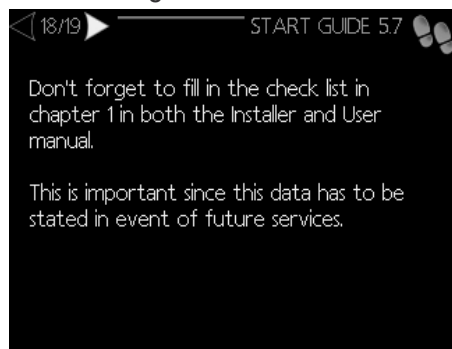 18/19 START GUIDE 5.7
Don't forget to fill in the check list in
chapter 1 in both the Installer and User
manual.
This is important since this data has to be
stated in event of future services.